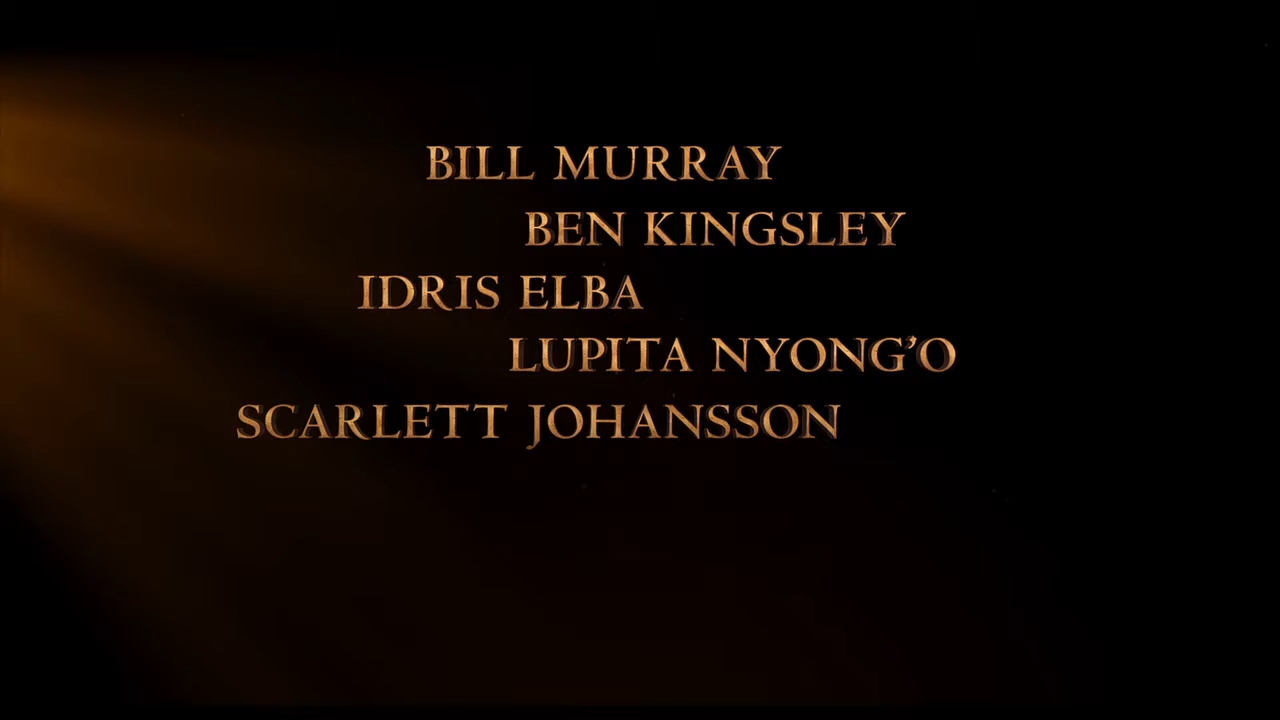 BILL MURRAY
BEN KINGSLEY
IDRIS ELBA
LUPITA NYONG’O
SCARLETT JOHANSSON